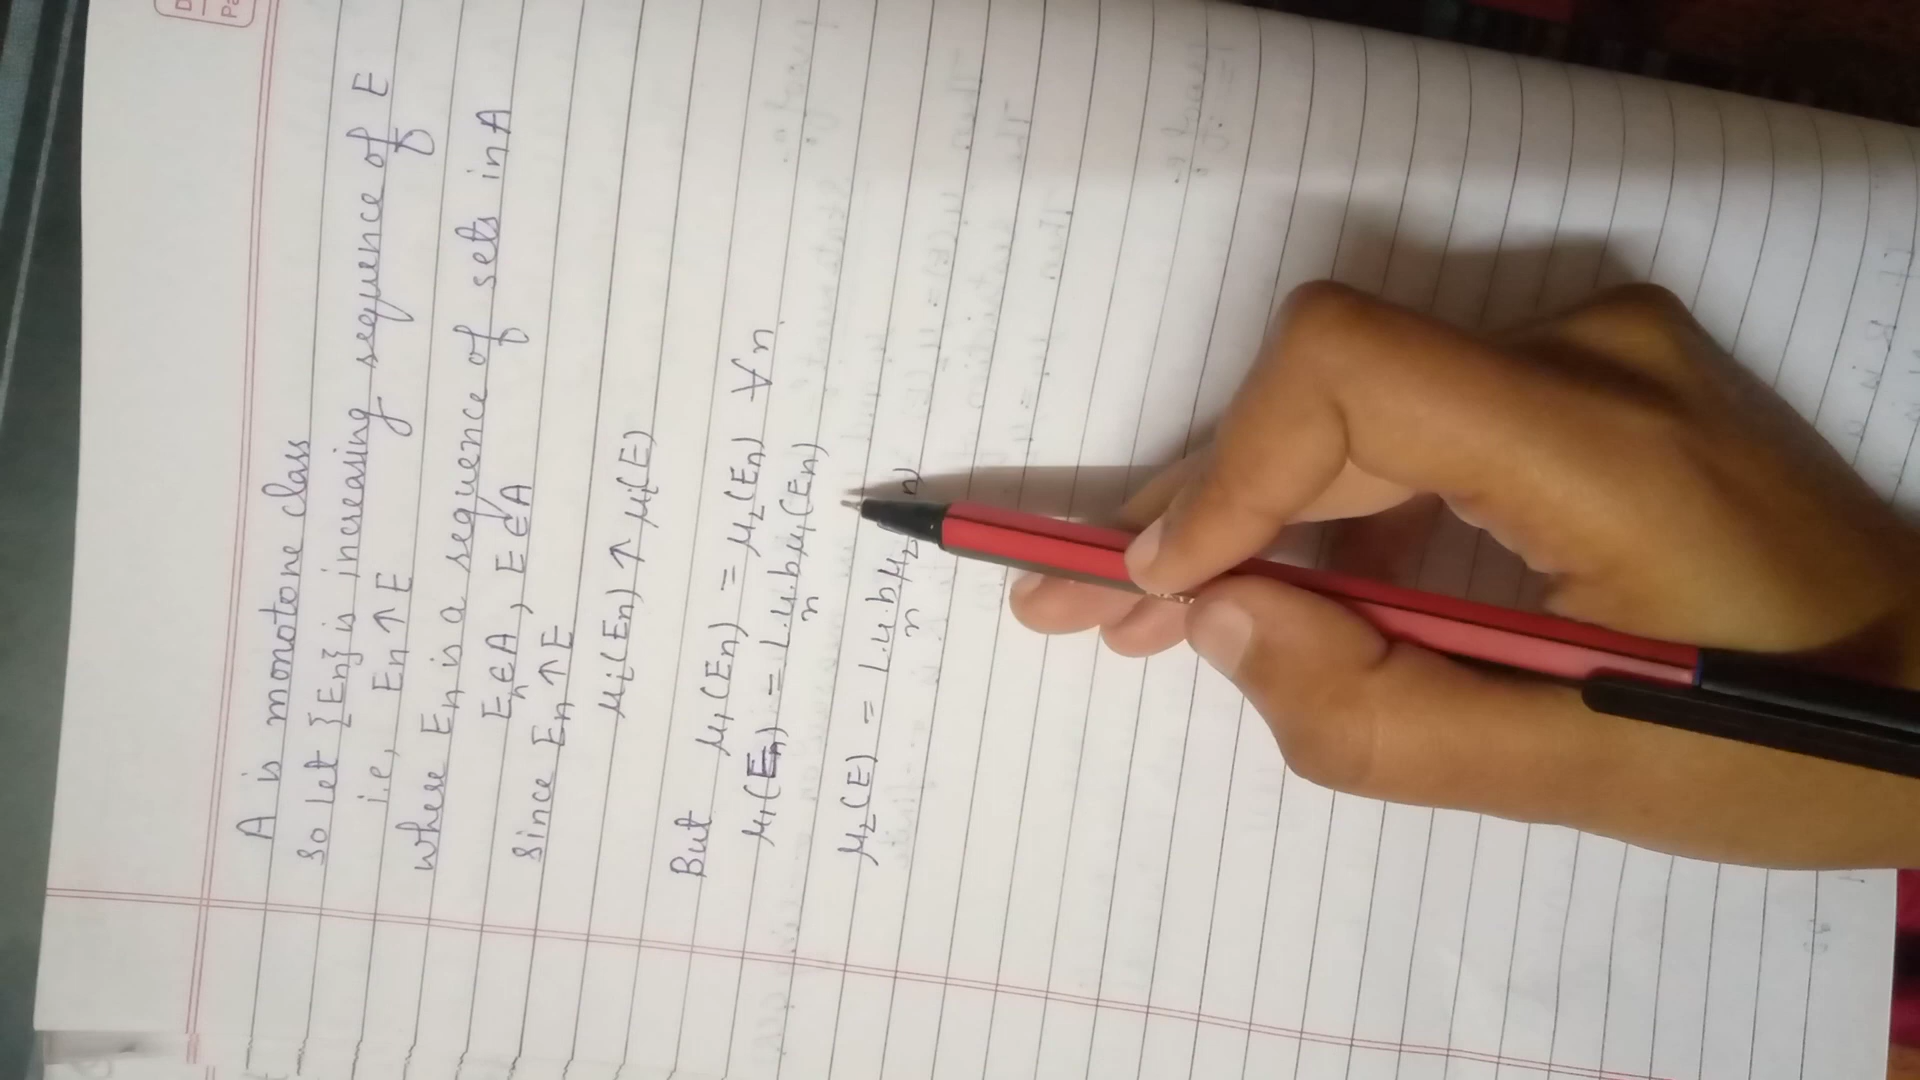 A is monotone class
So let {En} is increasing sequence of E
i.e, En ↑ E
where En is a sequence of sets in A
En ∈ A, E ∈ A
Since En ↑ E
μi(En) ↑ μi(E)
But μ1(En) = μ2(En) ∀ n
μ1(En) = l.u.b μ1(En)
n
μ2(E) = l.u.b μ2 n)
n